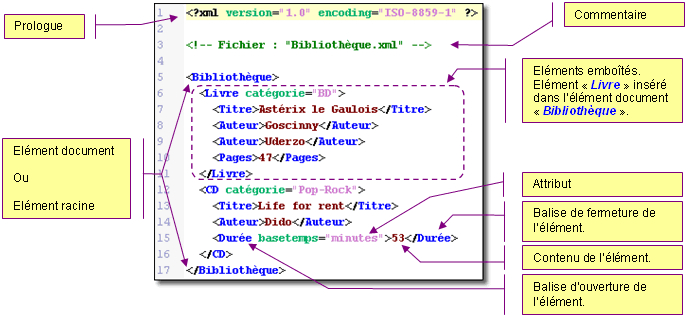 Prologue
Commentaire
1 <?xml version="1.0" encoding="ISO-8859-1" ?>
2
3 <!-- Fichier : "Bibliothèque.xml" -->
4
5 <Bibliothèque>
6 <Livre catégorie="BD">
7 <Titre>Astérix le Gaulois</Titre>
8 <Auteur>Goscinny</Auteur>
9 <Auteur>Uderzo</Auteur>
10 <Pages>47</Pages>
11 </Livre>
12 <CD catégorie="Pop-Rock">
13 <Titre>Life for rent</Titre>
14 <Auteur>Dido</Auteur>
15 <Durée basetemps="minutes">53</Durée>
16 </CD>
17 </Bibliothèque>
Eléments emboîtés.
Elément « Livre » inséré
dans l'élément document
« Bibliothèque ».
Elément document
Ou
Elément racine
Attribut
Balise de fermeture de
l'élément.
Contenu de l'élément.
Balise d'ouverture de
l'élément.